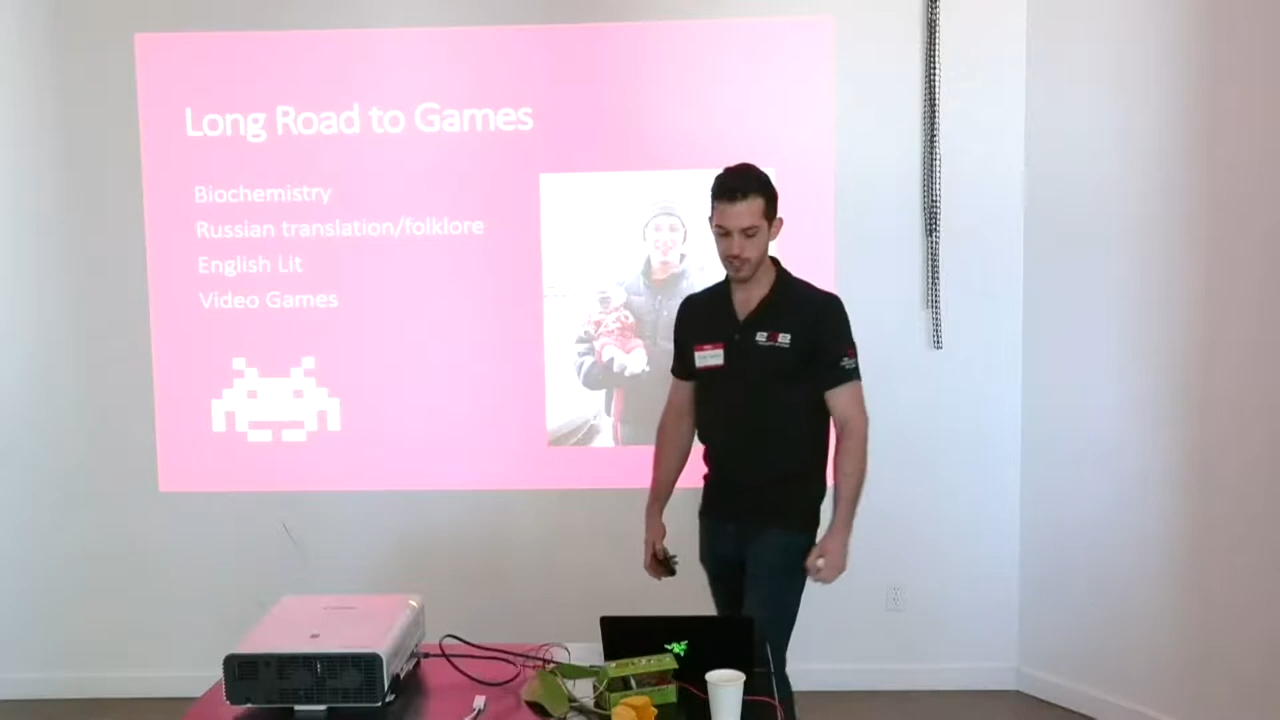 Long Road to Games
Biochemistry
Russian translation/folklore
English Lit
Video Games